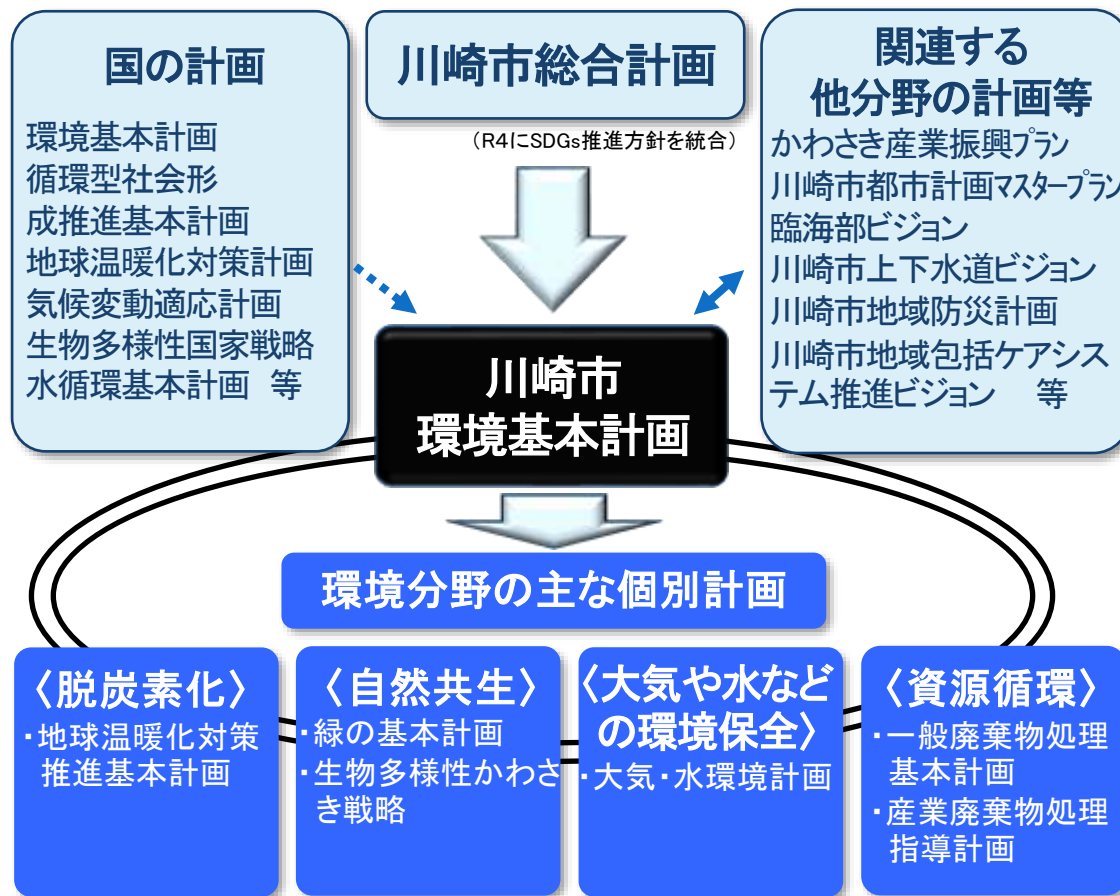 国の計画
環境基本計画
循環型社会形
成推進基本計画
地球温暖化対策計画
気候変動適応計画
生物多様性国家戦略
水循環基本計画 等
川崎市総合計画
(R4にSDGs推進方針を統合)
関連する
他分野の計画等
かわさき産業振興プラン
川崎市都市計画マスタープラン
臨海部ビジョン
川崎市上下水道ビジョン
川崎市地域防災計画
川崎市地域包括ケアシス
テム推進ビジョン 等
川崎市
環境基本計画
環境分野の主な個別計画
〈脱炭素化〉
・地球温暖化対策
推進基本計画
〈自然共生〉
・緑の基本計画
・生物多様性かわさ
き戦略
〈大気や水など
の環境保全〉
・大気・水環境計画
〈資源循環〉
・一般廃棄物処理
基本計画
・産業廃棄物処理
指導計画